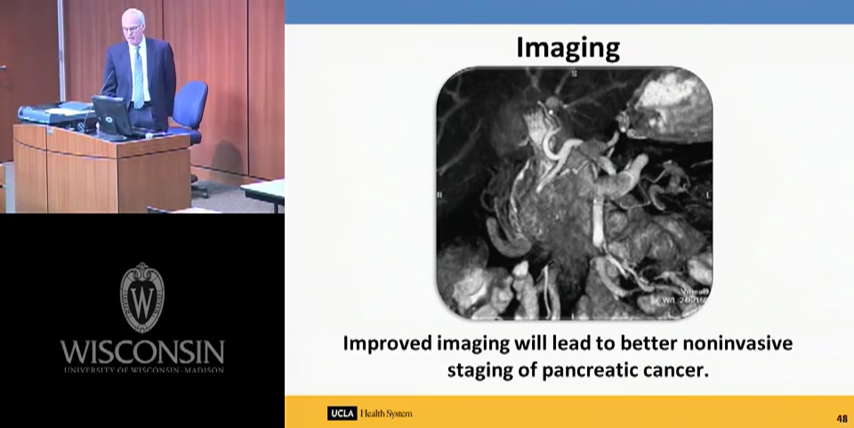 Imaging
S
R
L
Improved imaging will lead to better noninvasive
staging of pancreatic cancer.
UCLA Health System
48
W
WISCONSIN
UNIVERSITY OF WISCONSIN-MADISON